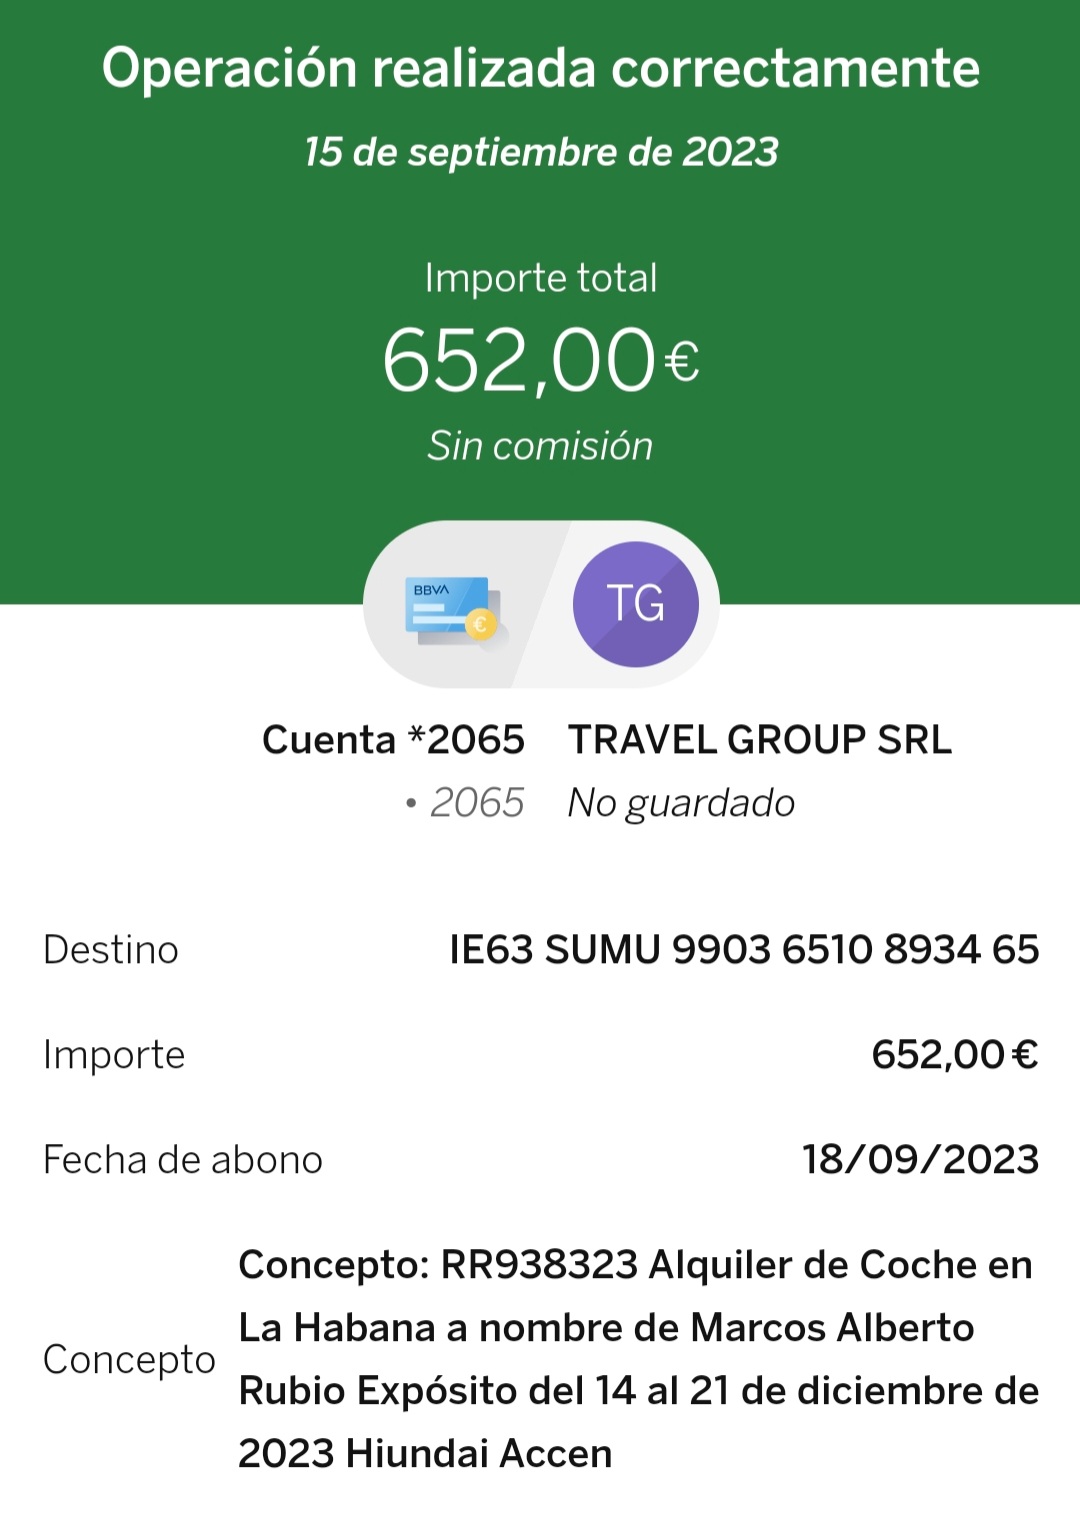 Operación realizada correctamente
15 de septiembre de 2023
Importe total
652,00 €
Sin comisión
BBVA
€
TG
Cuenta *2065 TRAVEL GROUP SRL
• 2065 No guardado
Destino IE63 SUMU 9903 6510 8934 65
Importe 652,00 €
Fecha de abono 18/09/2023
Concepto
Concepto: RR938323 Alquiler de Coche en
La Habana a nombre de Marcos Alberto
Rubio Expósito del 14 al 21 de diciembre de
2023 Hiundai Accen